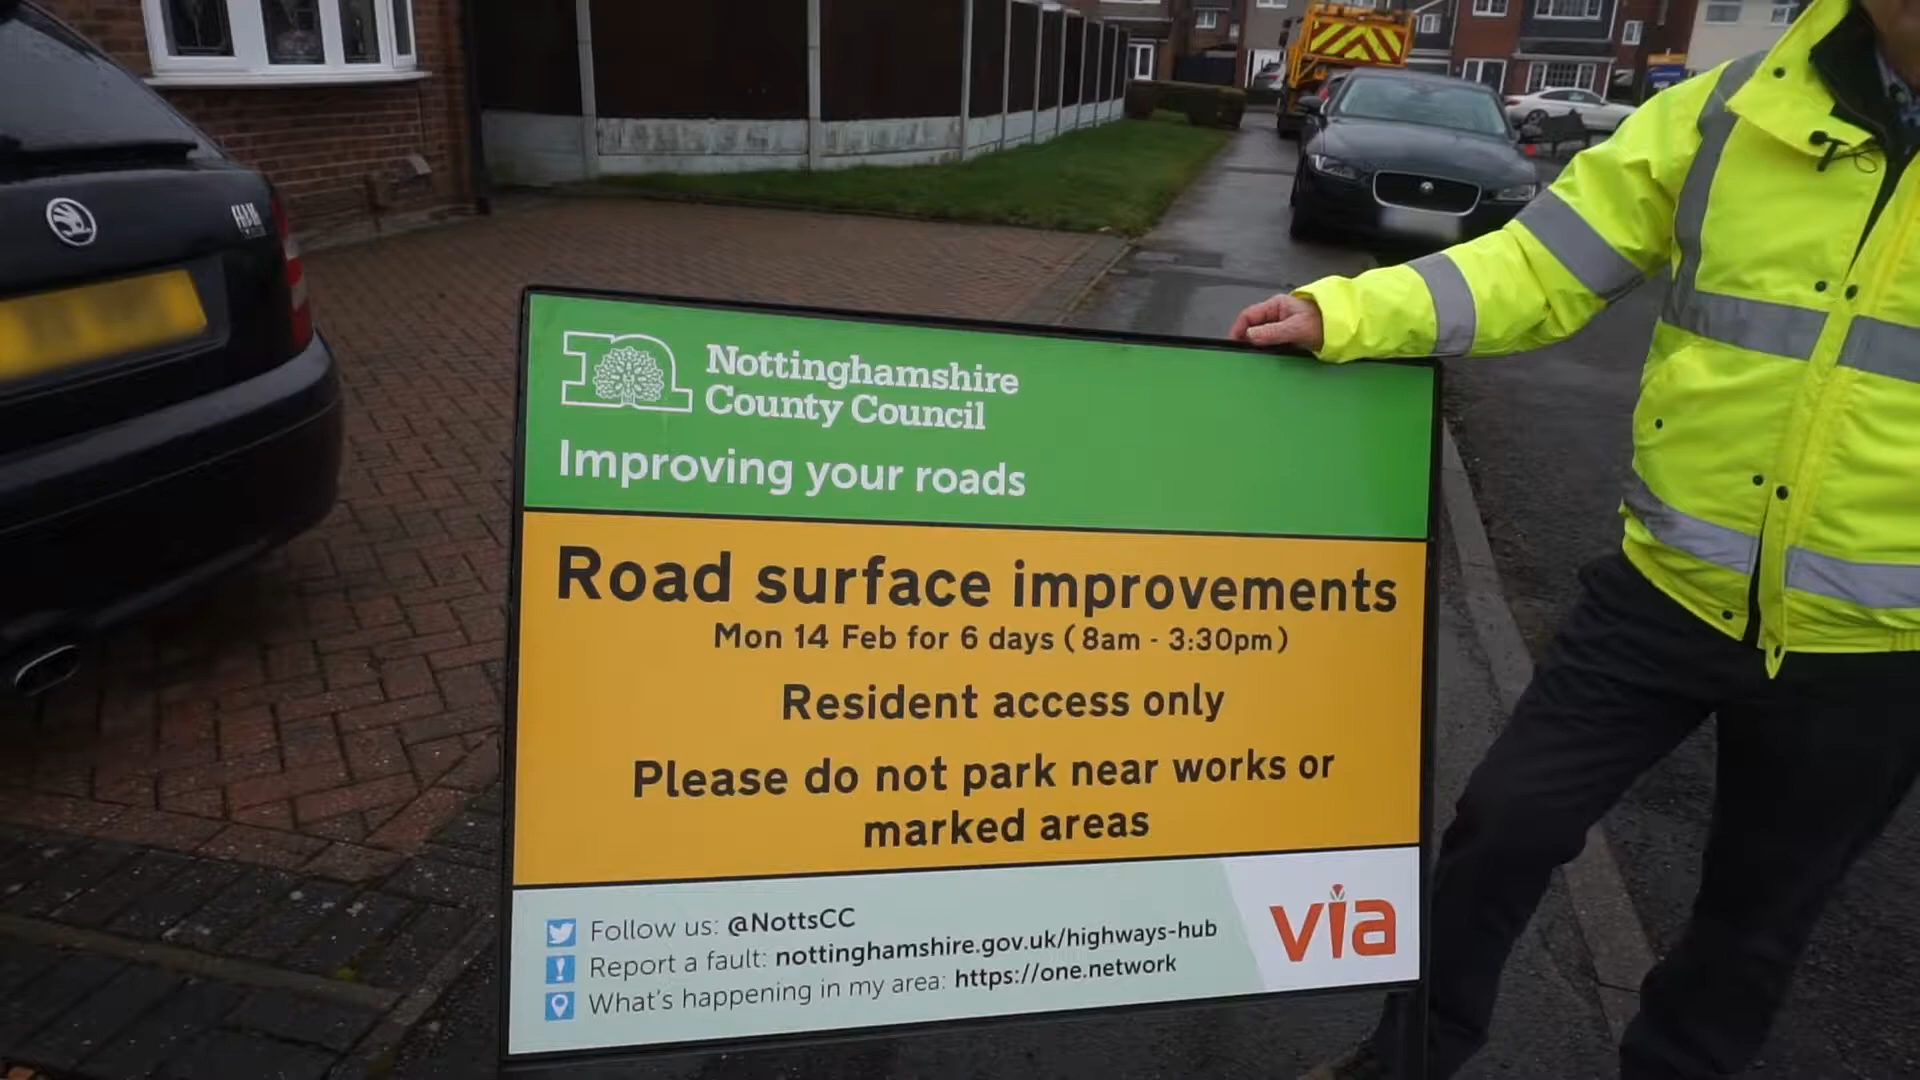 Nottinghamshire
County Council
Improving your roads
Road surface improvements
Mon 14 Feb for 6 days (8am - 3:30pm)
Resident access only
Please do not park near works or
marked areas
Follow us: @NottsCC
Report a fault: nottinghamshire.gov.uk/highways-hub
What's happening in my area: https://one.network
via